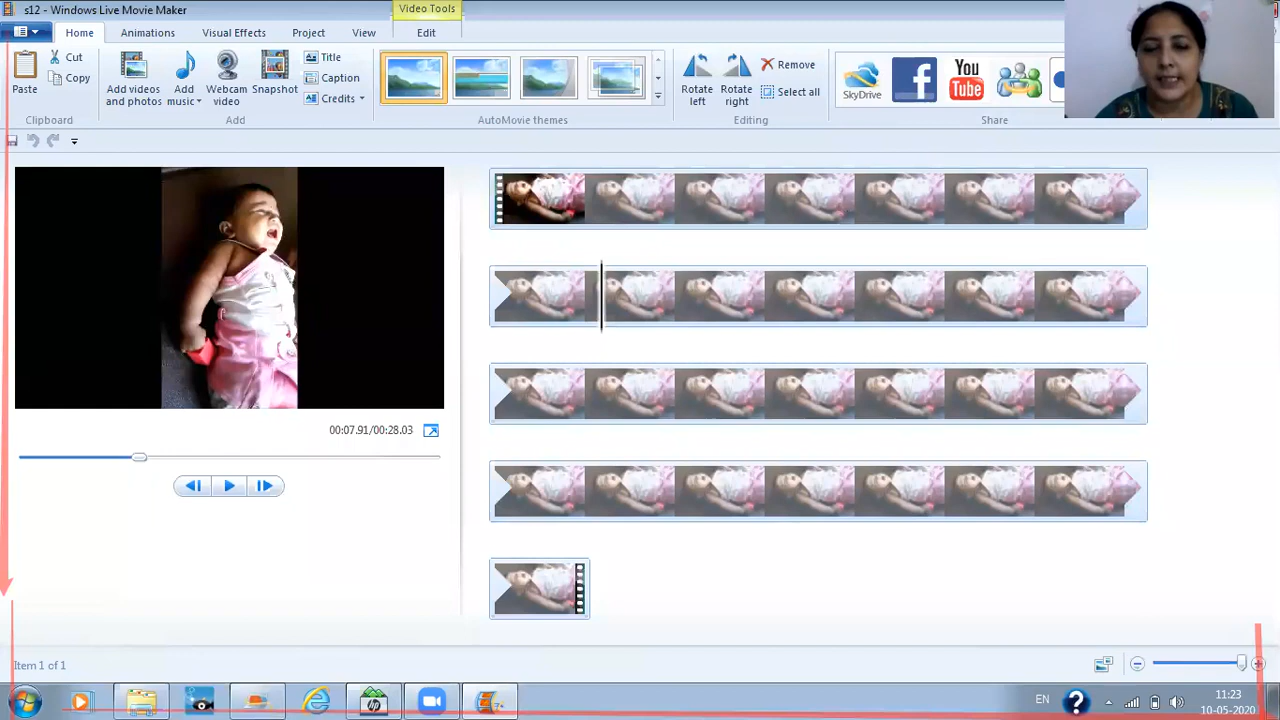 s12 - Windows Live Movie Maker
Video Tools
Home Animations Visual Effects Project View Edit
Paste
Cut
Copy
Clipboard
Add videos and photos
Add music
Webcam video
Snapshot
Title
Caption
Credits
Add
AutoMovie themes
Rotate left
Rotate right
Remove
Select all
Editing
SkyDrive
f
You Tube
Share
00:07.91/00:28.03
Item 1 of 1
hp
EN
?
11:23
10-05-2020